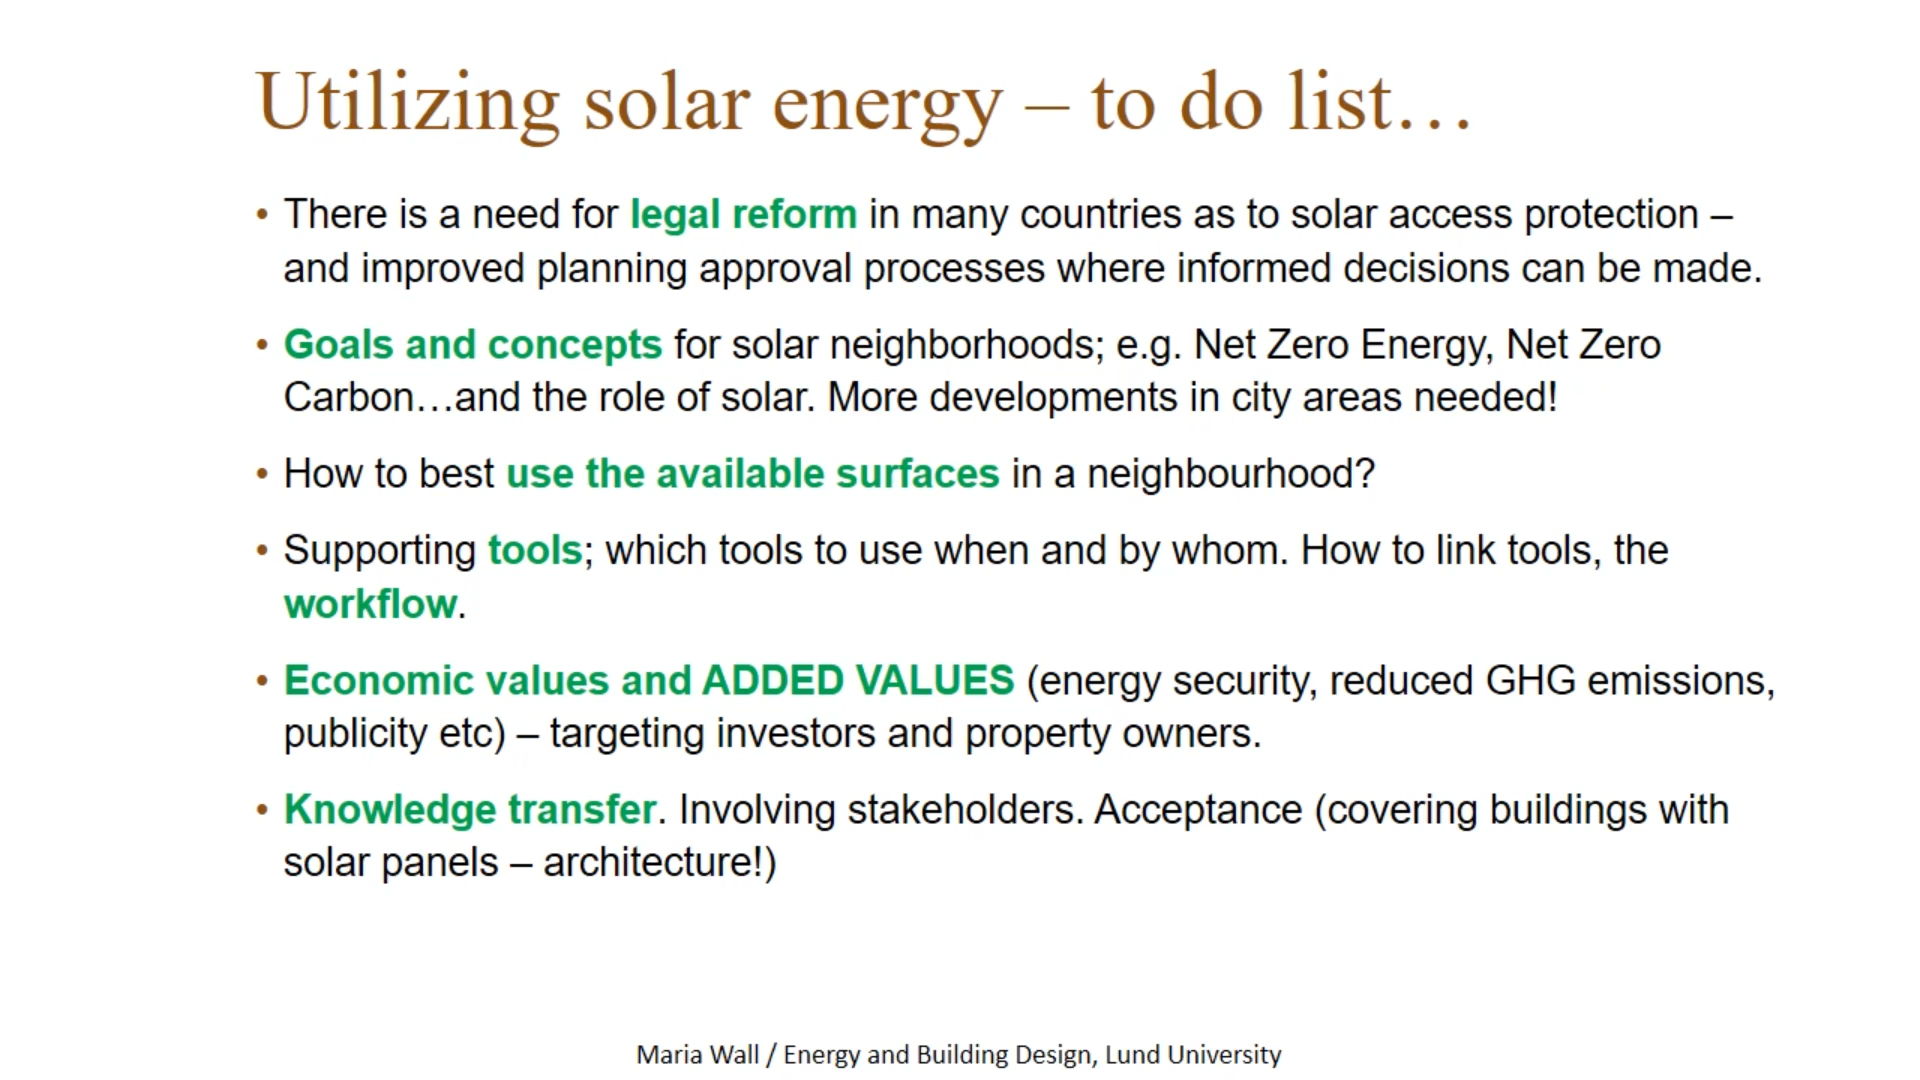 Utilizing solar energy – to do list…
• There is a need for legal reform in many countries as to solar access protection –
and improved planning approval processes where informed decisions can be made.
• Goals and concepts for solar neighborhoods; e.g. Net Zero Energy, Net Zero
Carbon…and the role of solar. More developments in city areas needed!
• How to best use the available surfaces in a neighbourhood?
• Supporting tools; which tools to use when and by whom. How to link tools, the
workflow.
• Economic values and ADDED VALUES (energy security, reduced GHG emissions,
publicity etc) – targeting investors and property owners.
• Knowledge transfer. Involving stakeholders. Acceptance (covering buildings with
solar panels – architecture!)
Maria Wall / Energy and Building Design, Lund University